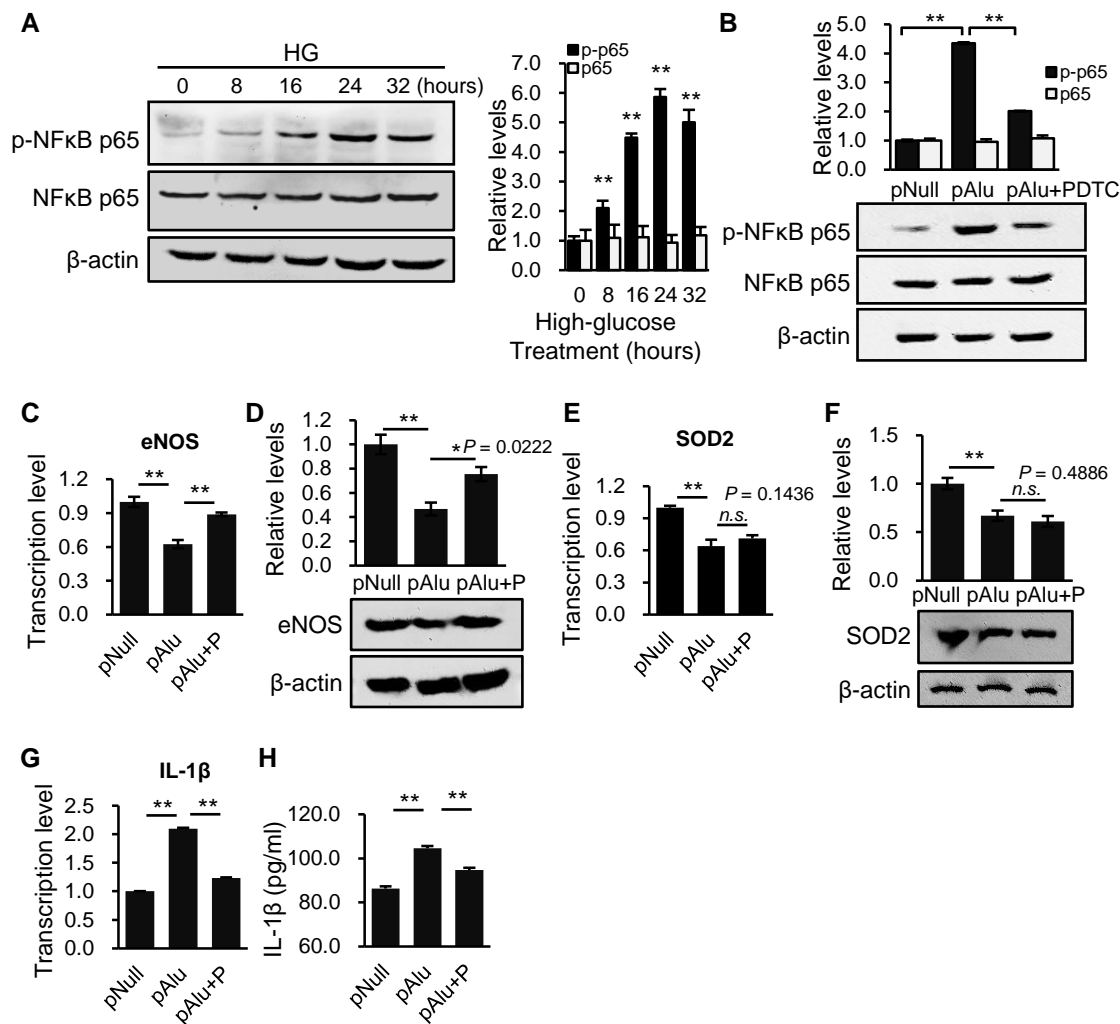 A
HG
0 8 16 24 32 (hours)
p-NFκB p65
NFκB p65
β-actin
Relative levels
7.0
6.0
5.0
4.0
3.0
2.0
1.0
0.0
p-p65
p65
**
**
**
**
0 8 16 24 32
High-glucose
Treatment (hours)
B
Relative levels
5.0
4.0
3.0
2.0
1.0
0.0
** **
p-p65
p65
pNull pAlu pAlu+PDTC
p-NFκB p65
NFκB p65
β-actin
C
eNOS
Transcription level
1.2
0.9
0.6
0.3
0.0
** **
pNull
pAlu
pAlu+P
D
Relative levels
1.2
1.0
0.8
0.6
0.4
0.2
0.0
**
*P = 0.0222
pNull pAlu pAlu+P
eNOS
β-actin
E
SOD2
Transcription level
1.2
0.9
0.6
0.3
0.0
**
P = 0.1436
n.s.
pNull
pAlu
pAlu+P
F
Relative levels
1.5
1.0
0.5
0.0
**
P = 0.4886
n.s.
pNull pAlu pAlu+P
SOD2
β-actin
G
IL-1β
Transcription level
2.5
2.0
1.5
1.0
0.5
0.0
** **
pNull
pAlu
pAlu+P
H
IL-1β (pg/ml)
120.0
100.0
80.0
60.0
** **
pNull
pAlu
pAlu+P